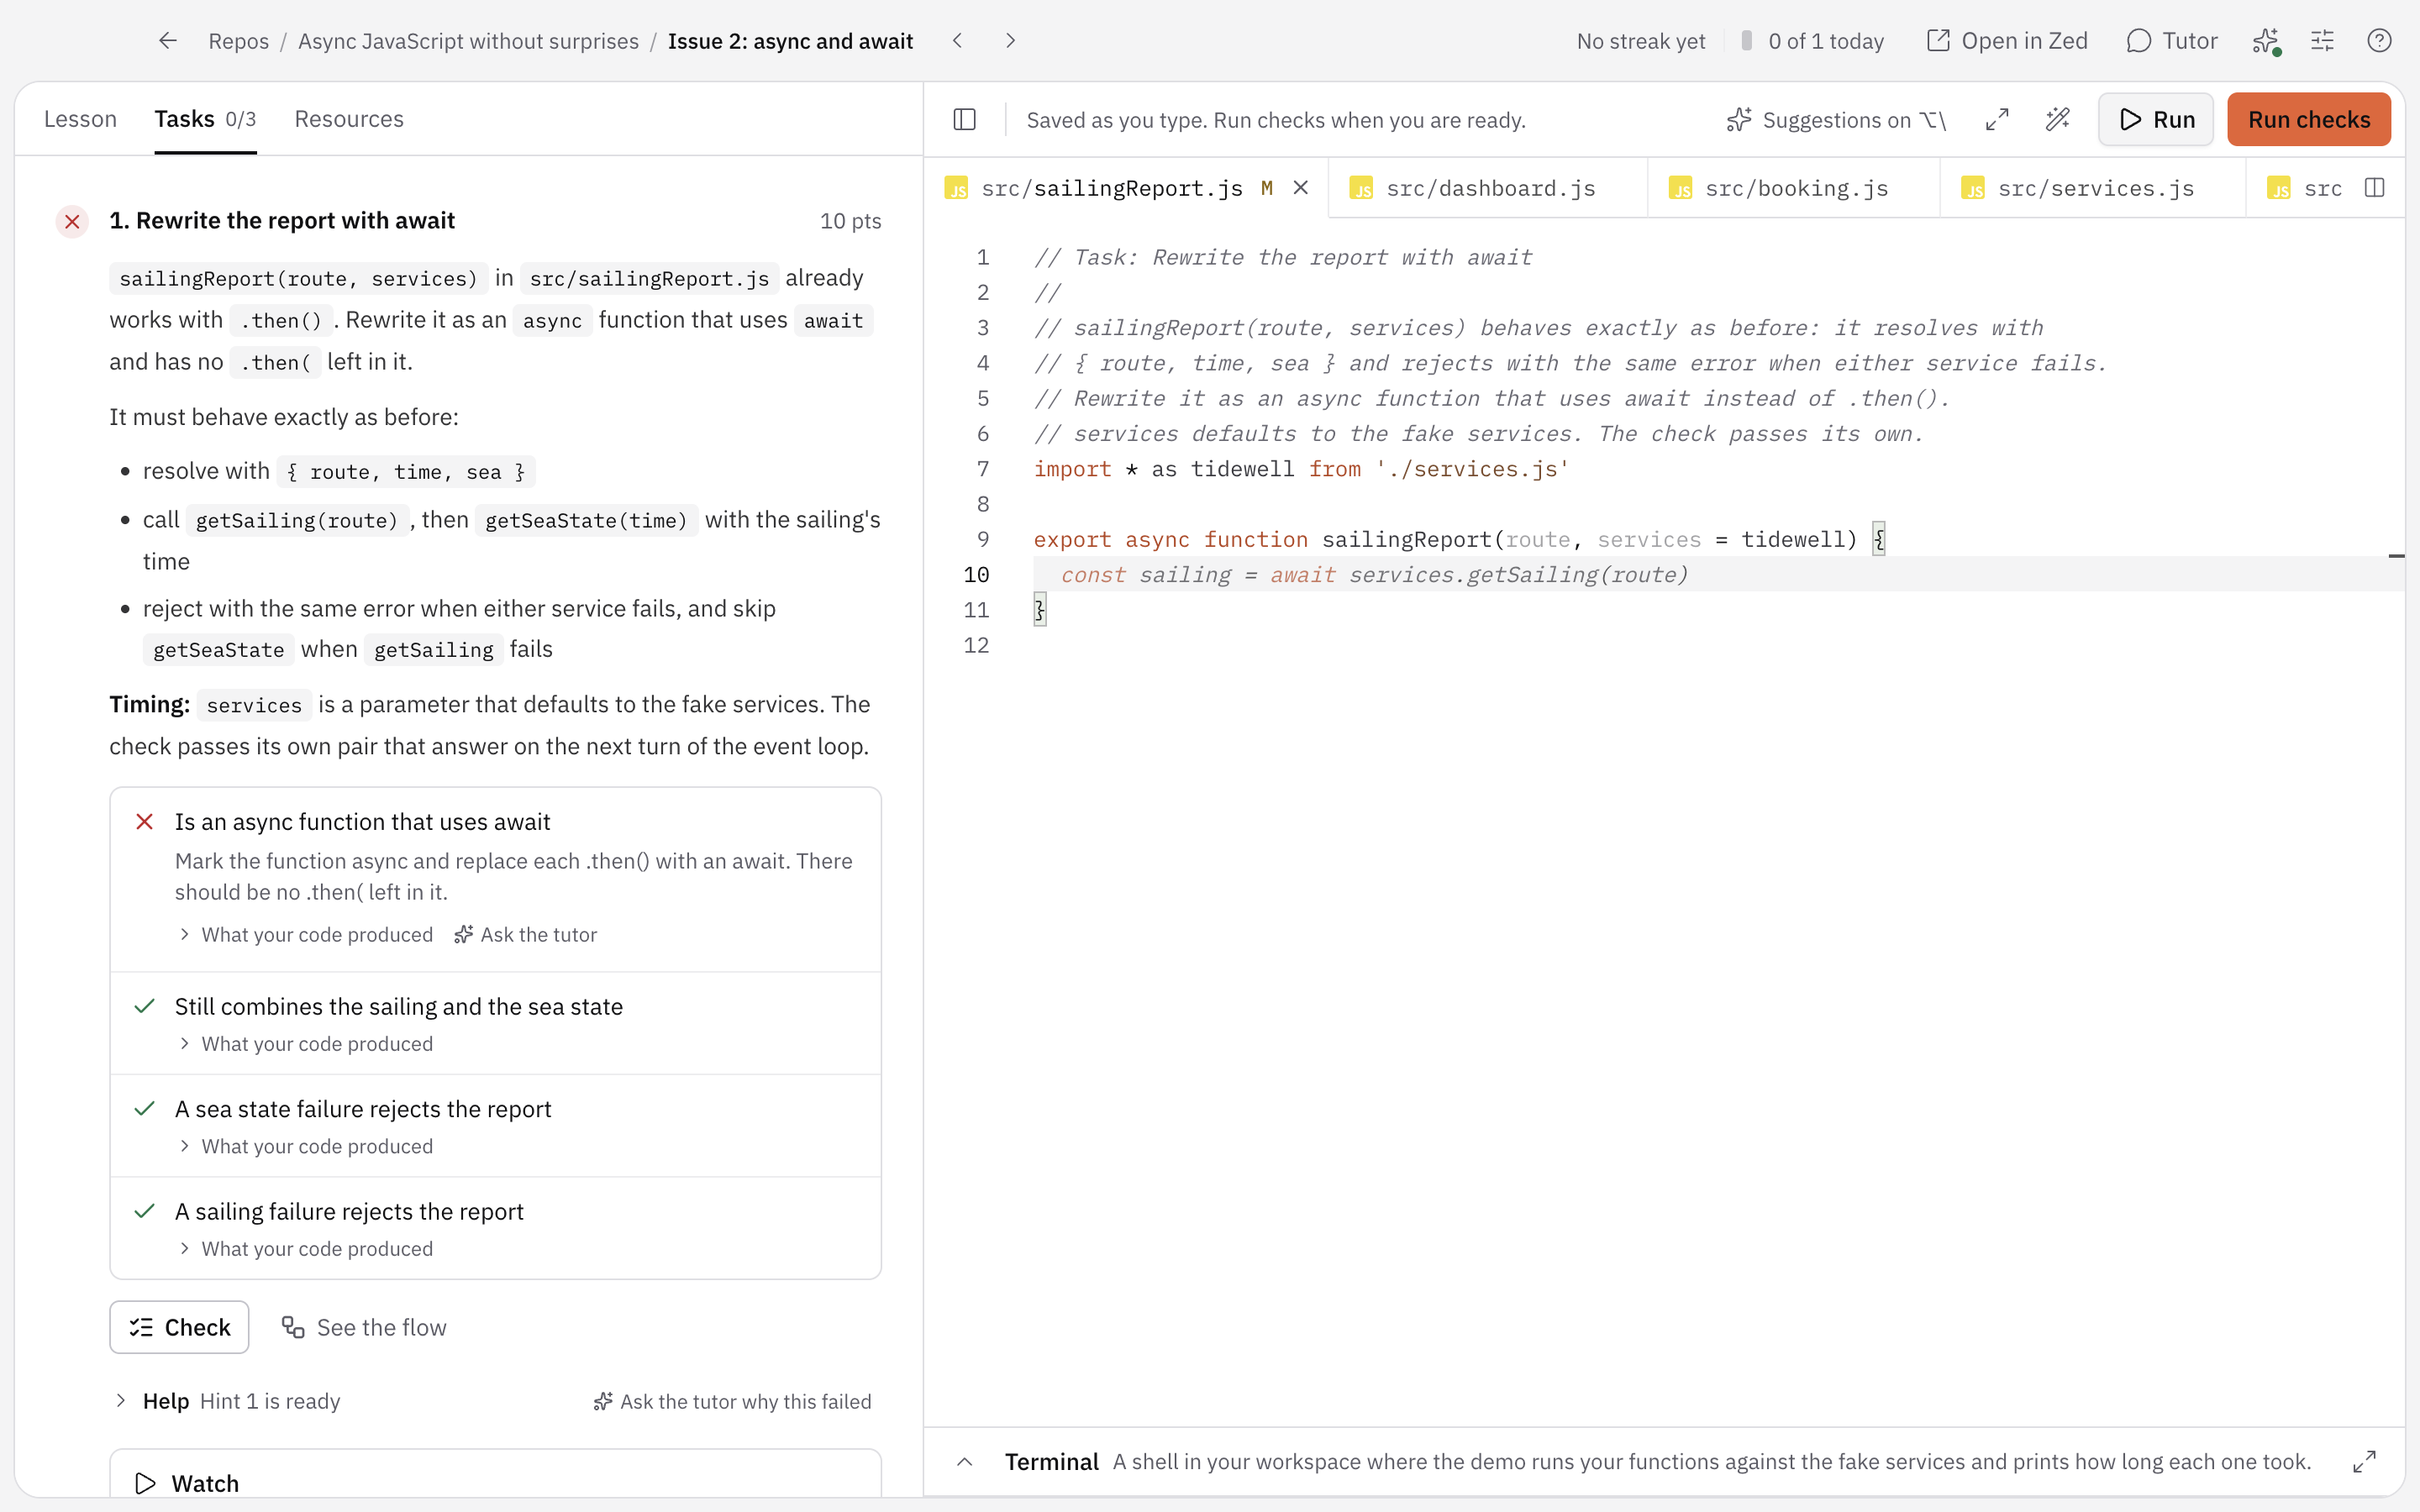 Repos / Async JavaScript without surprises / Issue 2: async and await
No streak yet
0 of 1 today
Open in Zed
Tutor
Lesson
Tasks 0/3
Resources
1. Rewrite the report with await
10 pts
sailingReport(route, services) in src/sailingReport.js already
works with .then() . Rewrite it as an async function that uses await
and has no .then( left in it.
It must behave exactly as before:
• resolve with { route, time, sea }
• call getSailing(route) , then getSeaState(time) with the sailing's
time
• reject with the same error when either service fails, and skip
getSeaState when getSailing fails
Timing: services is a parameter that defaults to the fake services. The
check passes its own pair that answer on the next turn of the event loop.
Is an async function that uses await
Mark the function async and replace each .then() with an await. There
should be no .then( left in it.
What your code produced
Ask the tutor
Still combines the sailing and the sea state
What your code produced
A sea state failure rejects the report
What your code produced
A sailing failure rejects the report
What your code produced
Check
See the flow
Help Hint 1 is ready
Ask the tutor why this failed
Watch
Saved as you type. Run checks when you are ready.
Suggestions on ⌥\
Run
Run checks
JS src/sailingReport.js M
JS src/dashboard.js
JS src/booking.js
JS src/services.js
JS src
1 // Task: Rewrite the report with await
2 //
3 // sailingReport(route, services) behaves exactly as before: it resolves with
4 // { route, time, sea } and rejects with the same error when either service fails.
5 // Rewrite it as an async function that uses await instead of .then().
6 // services defaults to the fake services. The check passes its own.
7 import * as tidewell from './services.js'
8
9 export async function sailingReport(route, services = tidewell) {
10 const sailing = await services.getSailing(route)
11 }
12
Terminal A shell in your workspace where the demo runs your functions against the fake services and prints how long each one took.